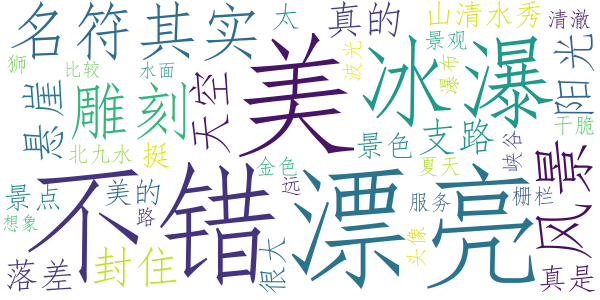 名符其实
太
真的
山清水秀
清澈
狮
比较
水面
波光
景观
瀑布
阳光
悬崖
雕刻
天空
美
冰瀑
干脆
北九水
挺
金色
景色
支路
峡谷
夏天
风景
景点
美的
远
不错
漂亮
服务
栅栏
想象
路
落差
封住
很大
头像
真是